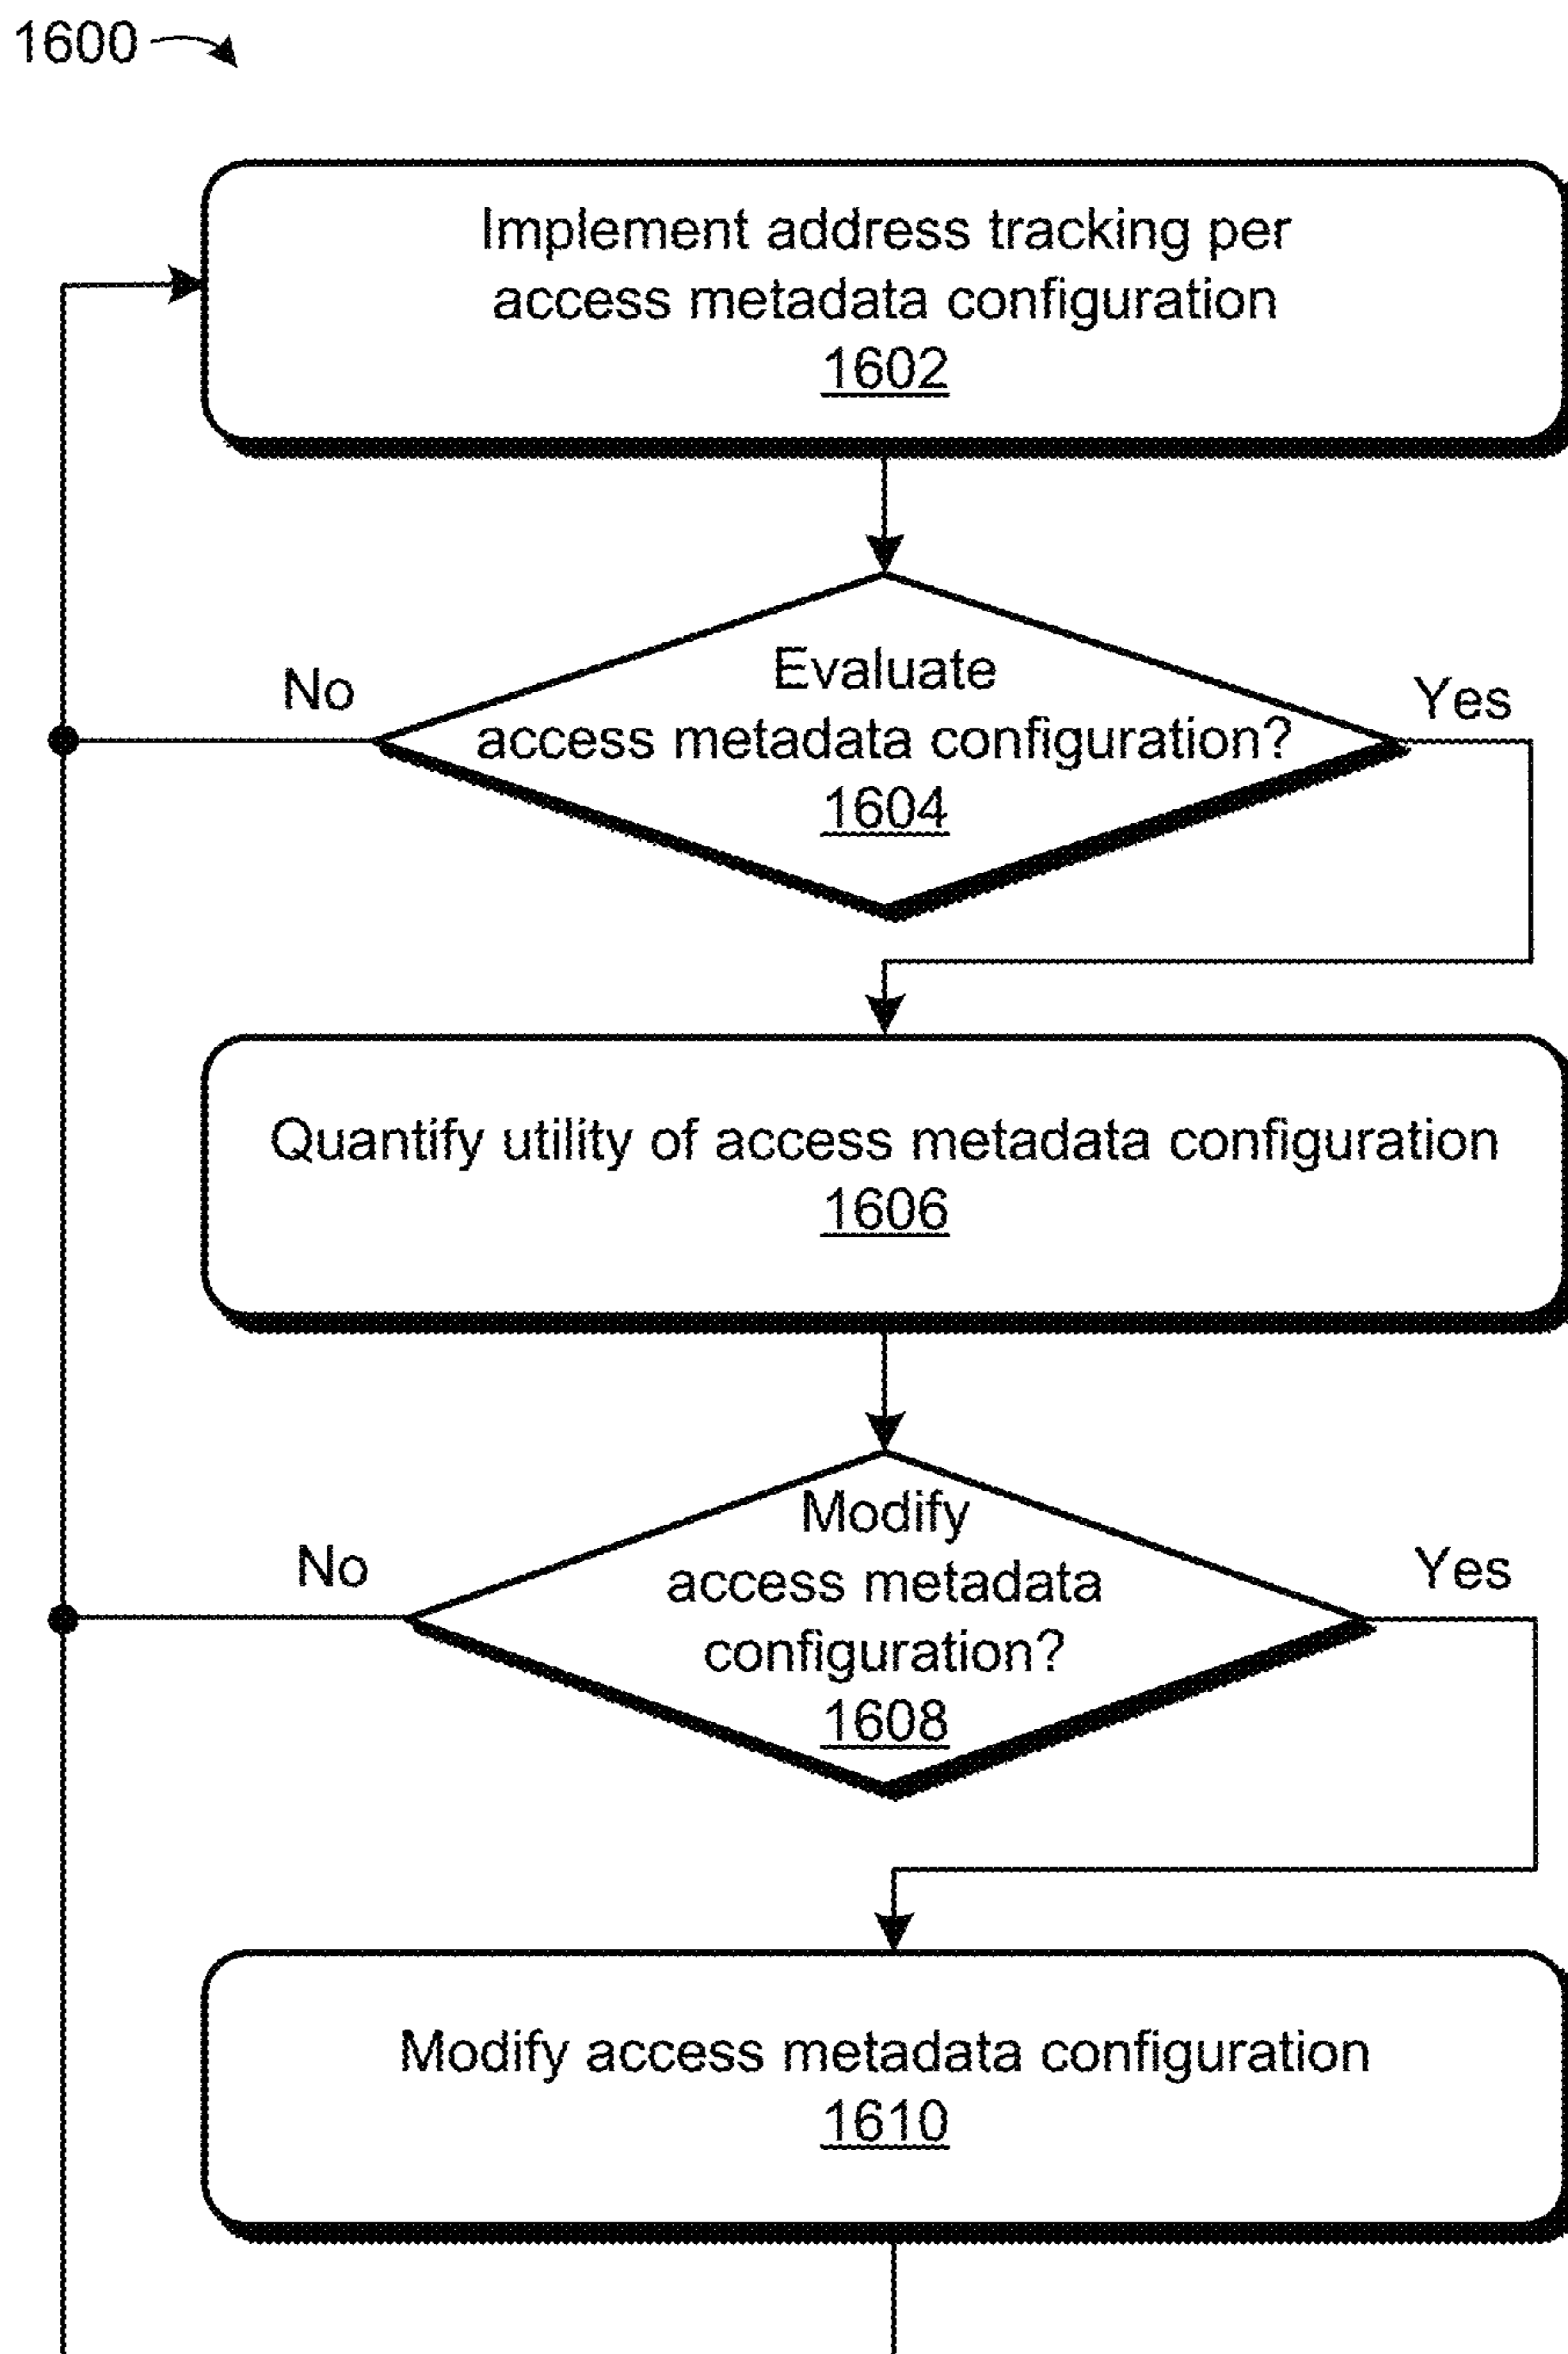 1600
Implement address tracking per
access metadata configuration
1602
Evaluate
No
Yes
access metadata configuration?
1604
Quantify utility of access metadata configuration
1606
Modify
No
Yes
access metadata
configuration?
1608
Modify access metadata configuration
1610